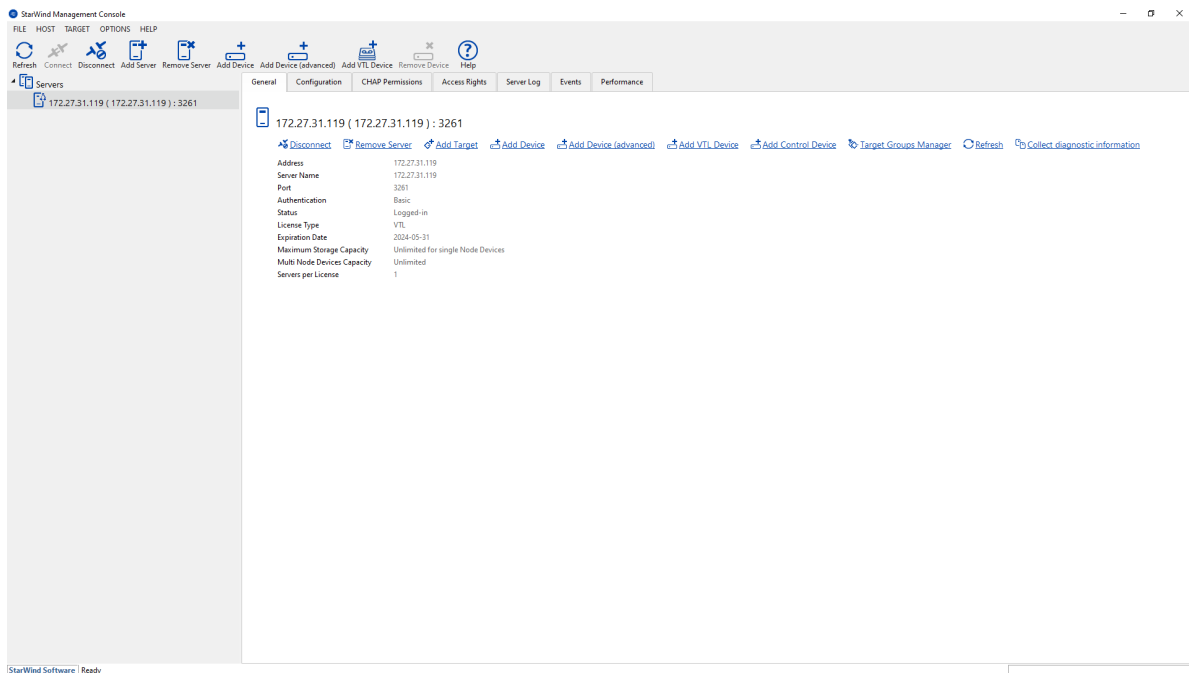 StarWind Management Console
FILE HOST TARGET OPTIONS HELP
Refresh Connect Disconnect Add Server Remove Server Add Device Add Device (advanced) Add VTL Device Remove Device Help
Servers
172.27.31.119 ( 172.27.31.119 ) : 3261
General Configuration CHAP Permissions Access Rights Server Log Events Performance
172.27.31.119 ( 172.27.31.119 ) : 3261
Disconnect Remove Server Add Target Add Device Add Device (advanced) Add VTL Device Add Control Device Target Groups Manager Refresh Collect diagnostic information
Address 172.27.31.119
Server Name 172.27.31.119
Port 3261
Authentication Basic
Status Logged-in
License Type VTL
Expiration Date 2024-05-31
Maximum Storage Capacity Unlimited for single Node Devices
Multi Node Devices Capacity Unlimited
Servers per License 1
StarWind Software Ready